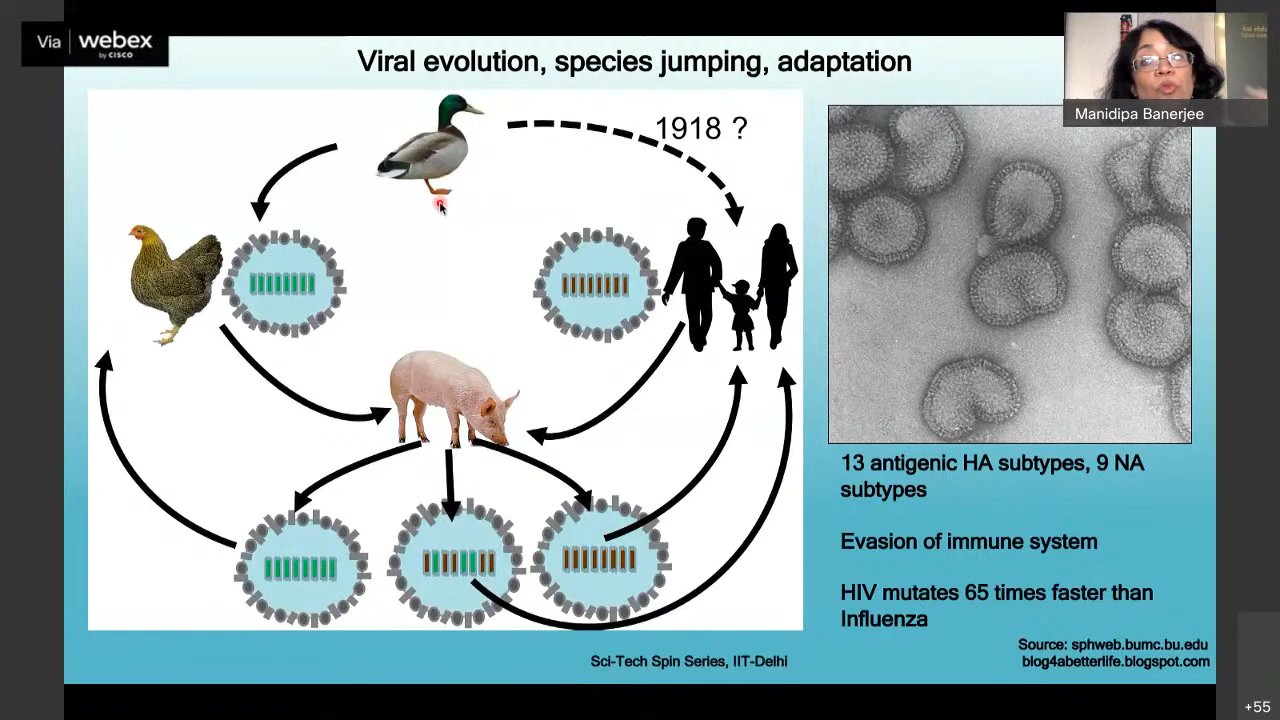 Via webex
by CISCO
Viral evolution, species jumping, adaptation
Manidipa Banerjee
1918 ?
13 antigenic HA subtypes, 9 NA
subtypes
Evasion of immune system
HIV mutates 65 times faster than
Influenza
Source: sphweb.bumc.bu.edu
blog4abetterlife.blogspot.com
Sci-Tech Spin Series, IIT-Delhi
+55